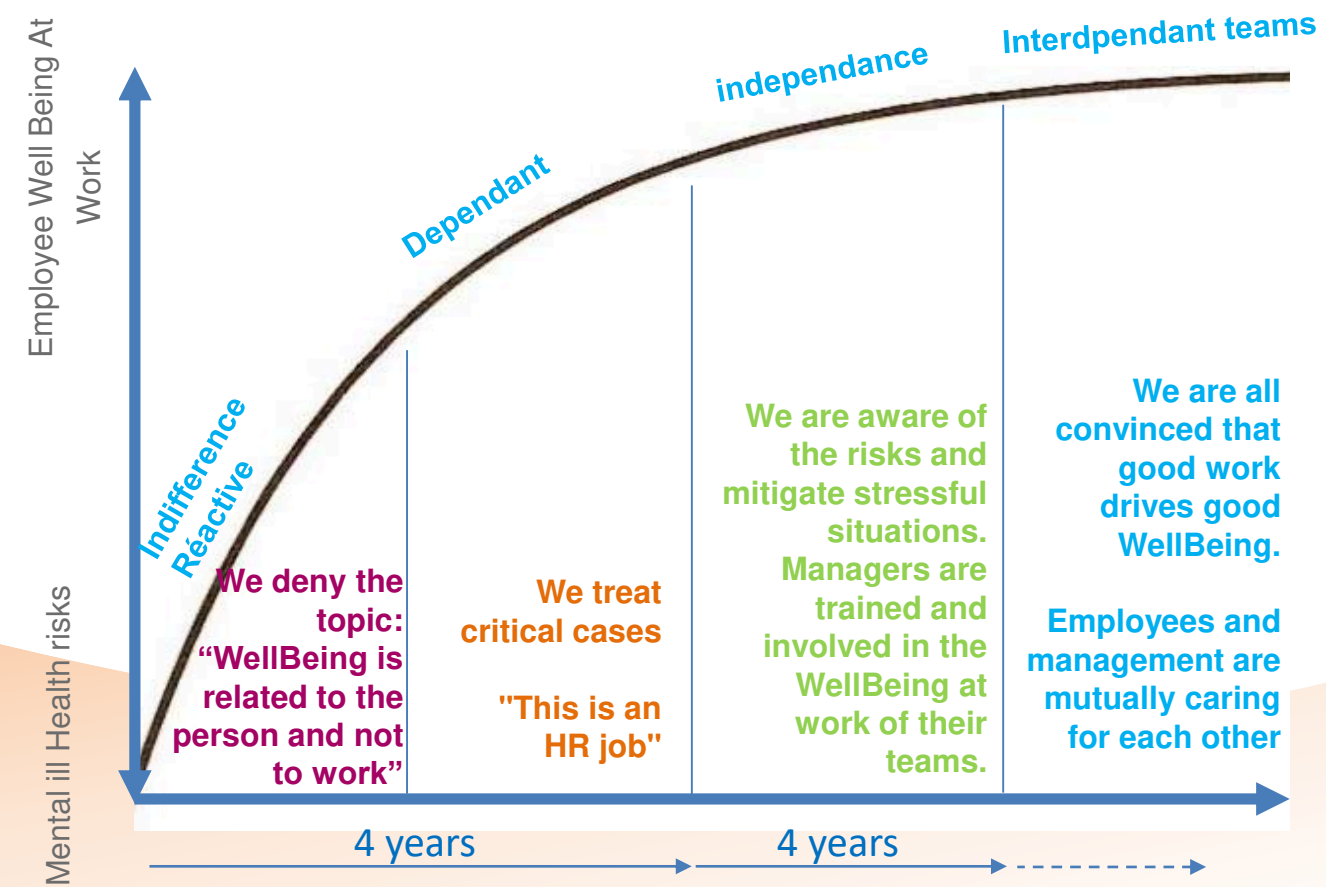 Employee Well Being At
Work
Mental ill Health risks
Indifference
Réactive
Dependant
independance
Interdpendant teams
We deny the
topic:
“WellBeing is
related to the
person and not
to work”
We treat
critical cases
"This is an
HR job"
We are aware of
the risks and
mitigate stressful
situations.
Managers are
trained and
involved in the
WellBeing at
work of their
teams.
We are all
convinced that
good work
drives good
WellBeing.
Employees and
management are
mutually caring
for each other
4 years
4 years